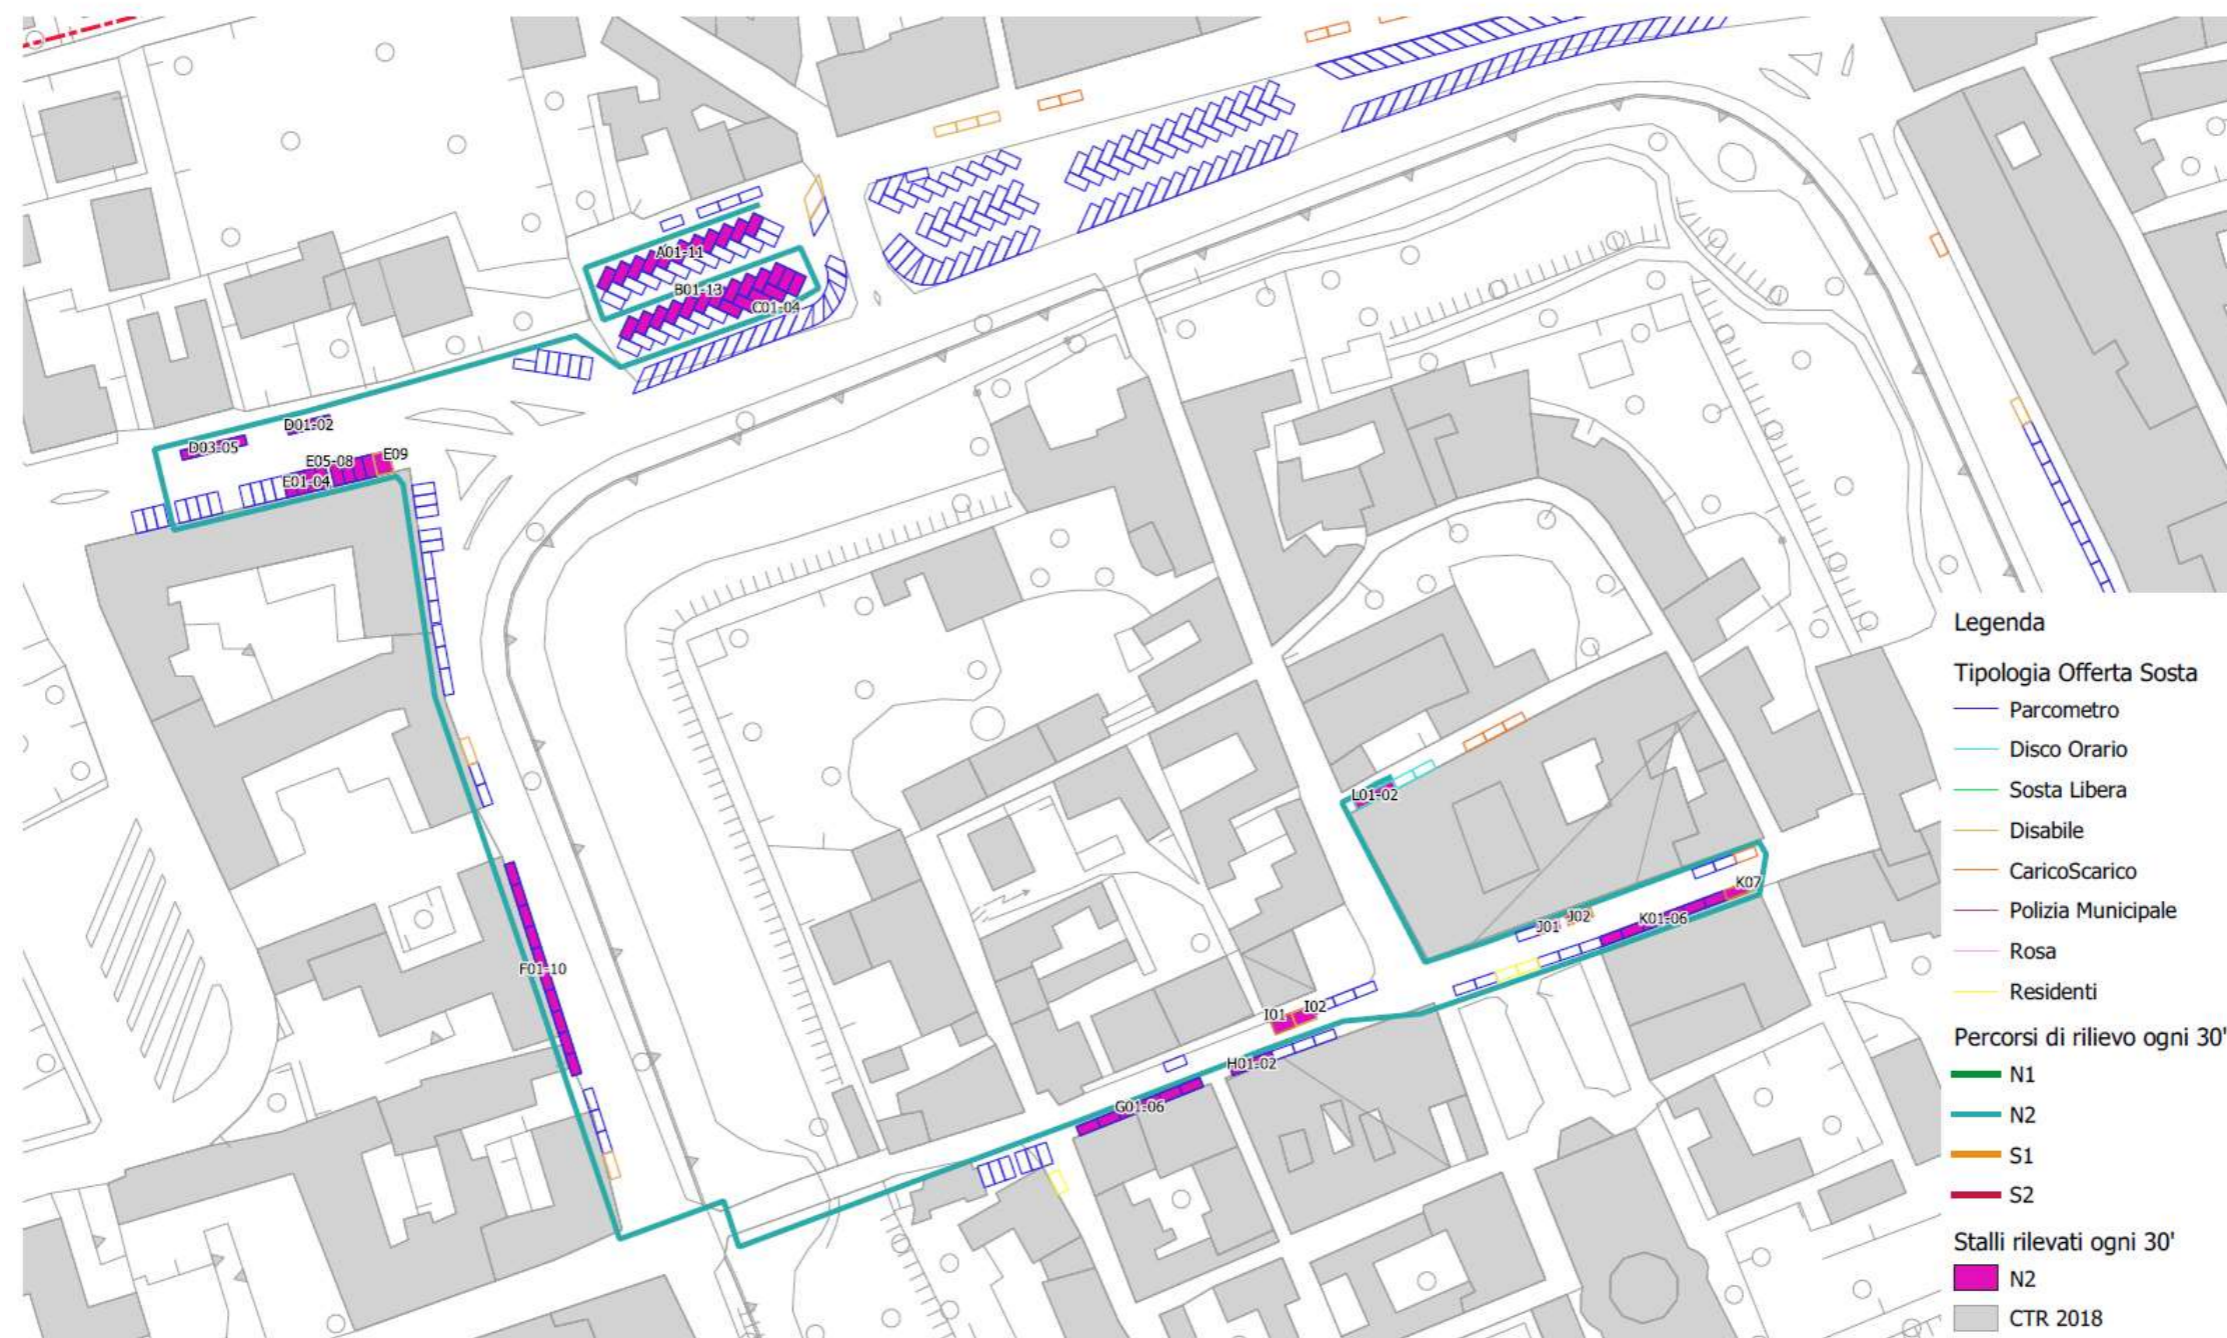 A01-11
B01-13
C01-04
D01-02
D03-05
E05-08
E09
E01-04
F01-10
L01-02
K07
J02
J01
K01-06
I02
I01
H01-02
G01-06
Legenda
Tipologia Offerta Sosta
Parcometro
Disco Orario
Sosta Libera
Disabile
CaricoScarico
Polizia Municipale
Rosa
Residenti
Percorsi di rilievo ogni 30'
N1
N2
S1
S2
Stalli rilevati ogni 30'
N2
CTR 2018